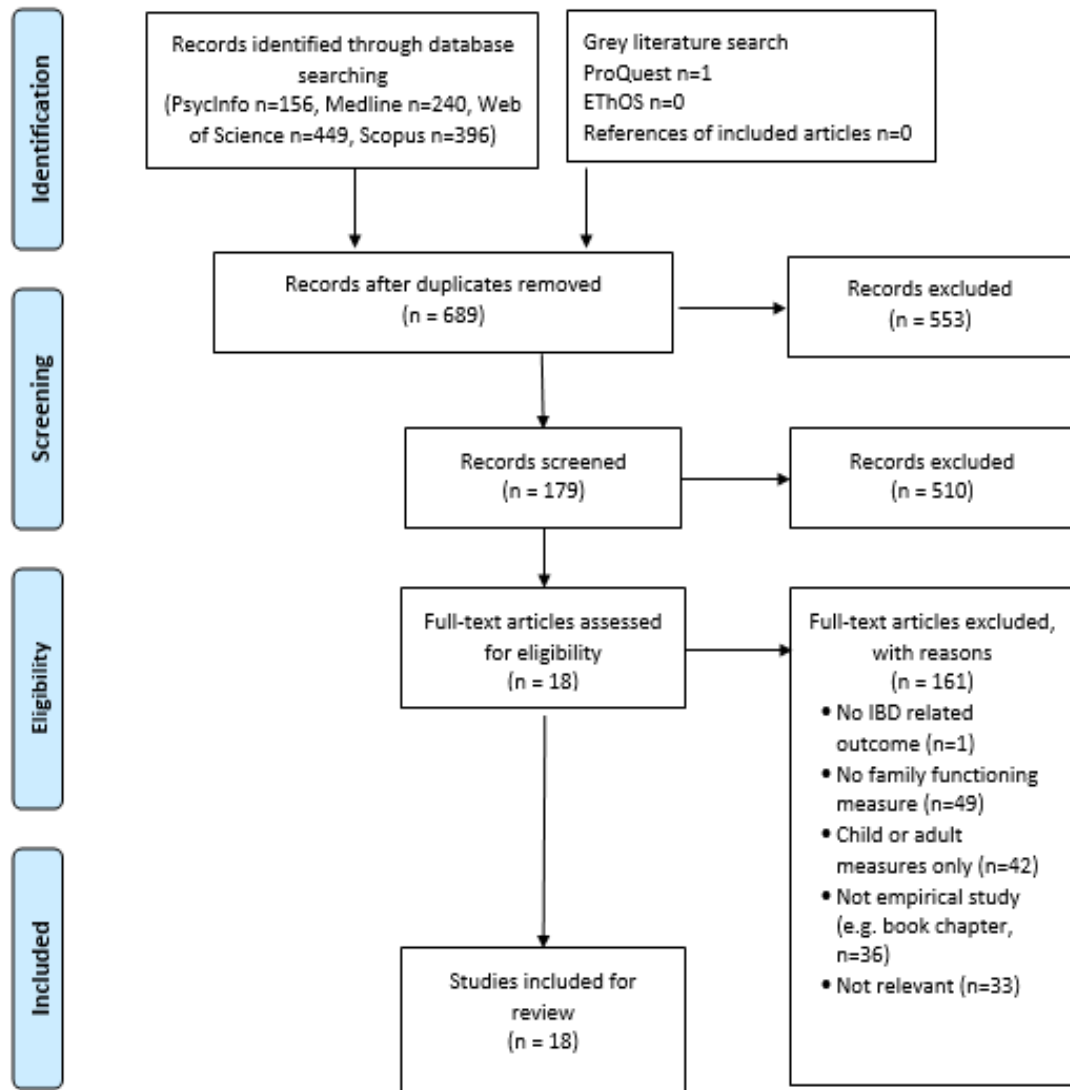 Identification
Records identified through database
searching
(PsycInfo n=156, Medline n=240, Web
of Science n=449, Scopus n=396)
Grey literature search
ProQuest n=1
EThOS n=0
References of included articles n=0
Records after duplicates removed
(n = 689)
Records excluded
(n = 553)
Screening
Records screened
(n = 179)
Records excluded
(n = 510)
Eligibility
Full-text articles assessed
for eligibility
(n = 18)
Full-text articles excluded,
with reasons
(n = 161)
• No IBD related
outcome (n=1)
• No family functioning
measure (n=49)
• Child or adult
measures only (n=42)
• Not empirical study
(e.g. book chapter,
n=36)
• Not relevant (n=33)
Included
Studies included for
review
(n = 18)